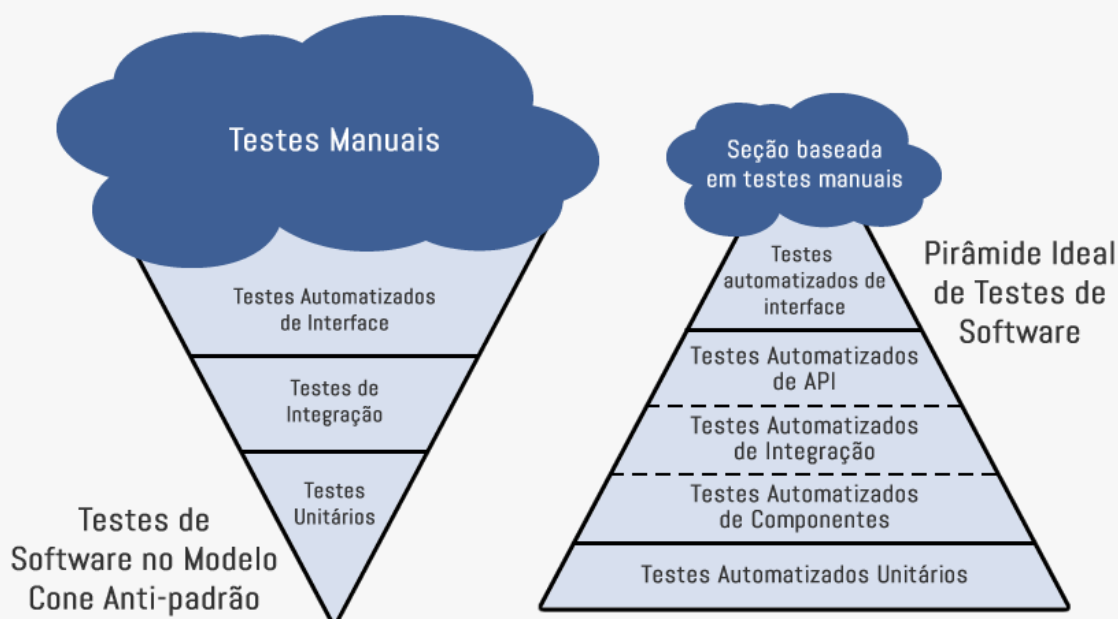 Testes Manuais
Testes Automatizados
de Interface
Testes de
Integração
Testes
Unitários
Testes de
Software no Modelo
Cone Anti-padrão
Seção baseada
em testes manuais
Testes
automatizados de
interface
Testes Automatizados
de API
Testes Automatizados
de Integração
Testes Automatizados
de Componentes
Testes Automatizados Unitários
Pirâmide Ideal
de Testes de
Software